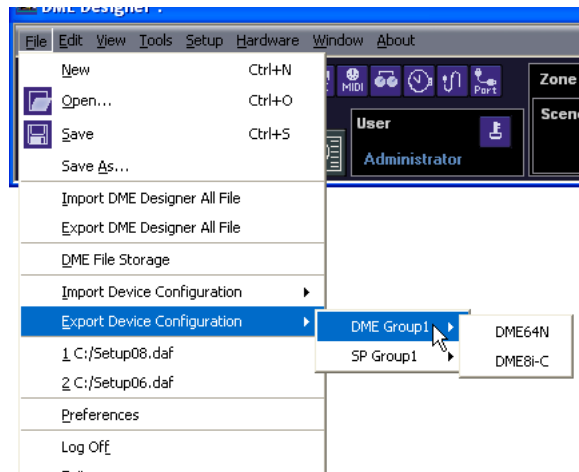 DME Designer :
File Edit View Tools Setup Hardware Window About
New Ctrl+N
Open... Ctrl+O
Save Ctrl+S
Save As...
Import DME Designer All File
Export DME Designer All File
DME File Storage
Import Device Configuration
Export Device Configuration
1 C:/Setup08.daf
2 C:/Setup06.daf
Preferences
Log Off
MIDI
Port
Zone
Scen
User
Administrator
DME Group1
SP Group1
DME64N
DME8i-C